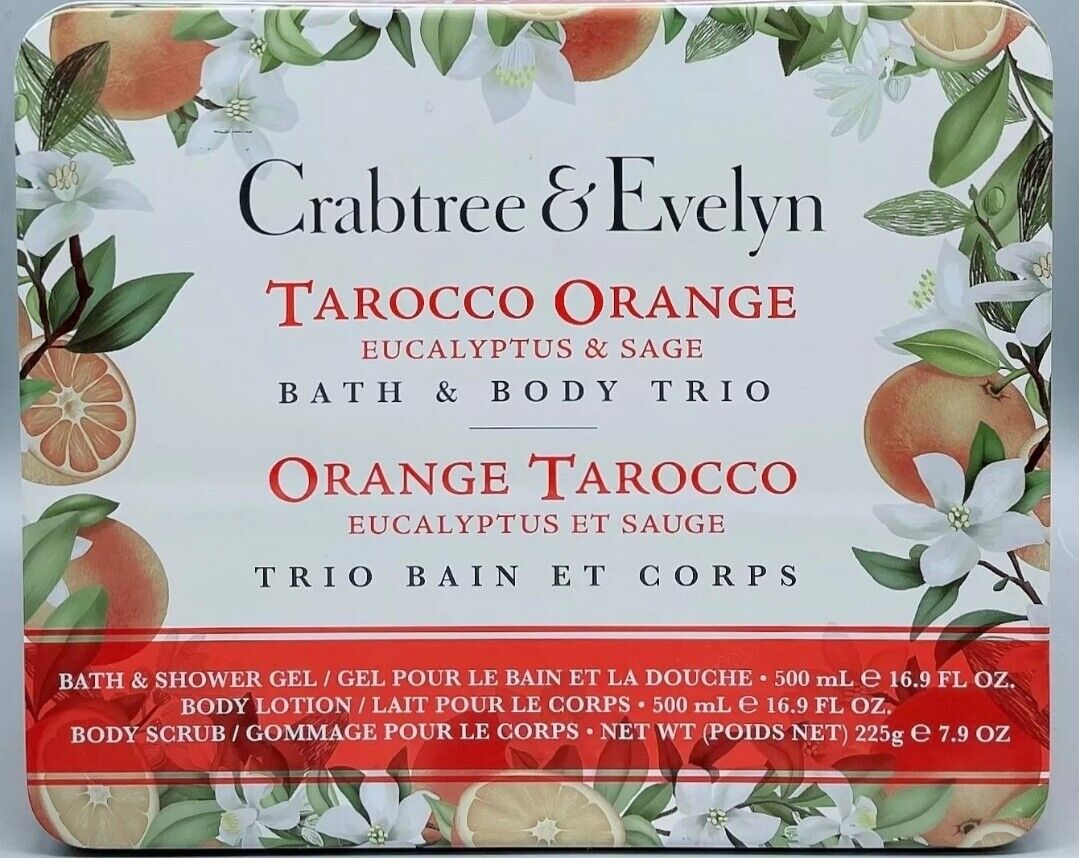 Crabtree & Evelyn
TAROCCO ORANGE
EUCALYPTUS & SAGE
BATH & BODY TRIO
ORANGE TAROCCO
EUCALYPTUS ET SAUGE
TRIO BAIN ET CORPS
BATH & SHOWER GEL / GEL POUR LE BAIN ET LA DOUCHE • 500 mL ℮ 16.9 FL OZ.
BODY LOTION / LAIT POUR LE CORPS • 500 mL ℮ 16.9 FL OZ.
BODY SCRUB / GOMMAGE POUR LE CORPS • NET WT (POIDS NET) 225g ℮ 7.9 OZ